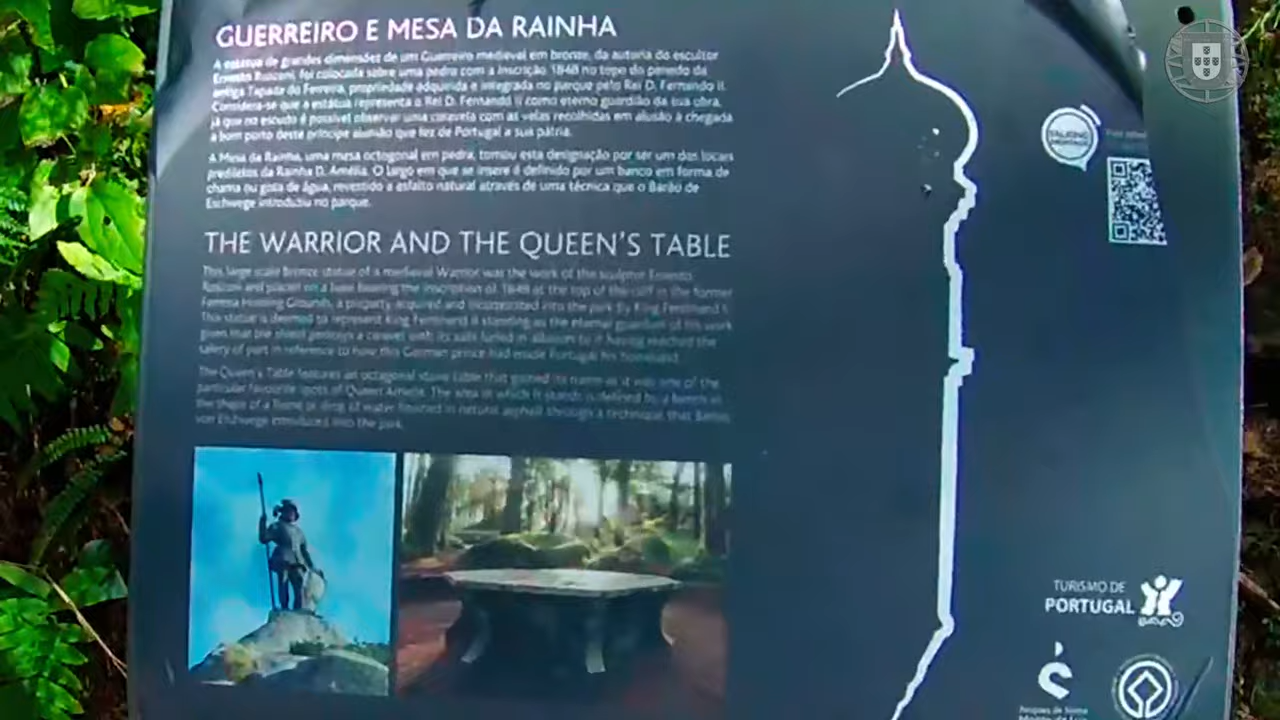 GUERREIRO E MESA DA RAINHA
A estátua de grandes dimensões de um Guerreiro medieval em bronze, da autoria do escultor
Ernesto Rusconi, foi colocada sobre uma pedra com a inscrição 1848 no topo do penedo da
antiga Tapada do Ferreira, propriedade adquirida e integrada no parque pelo Rei D. Fernando II.
Considera-se que a estátua representa o Rei D. Fernando II como eterno guardião da sua obra,
já que no escudo é possível observar uma caravela com as velas recolhidas em alusão à chegada
a bom porto deste príncipe alemão que fez de Portugal a sua pátria.
A Mesa da Rainha, uma mesa octogonal em pedra, tomou esta designação por ser um dos locais
prediletos da Rainha D. Amélia. O largo em que se insere é definido por um banco em forma de
chama ou gota de água, revestido a asfalto natural através de uma técnica que o Barão de
Eschwege introduziu no parque.
THE WARRIOR AND THE QUEEN'S TABLE
This large scale Bronze statue of a medieval Warrior was the work of the sculptor Ernesto
Rusconi and placed on a base bearing the inscription of 1848 at the top of the cliff in the former
Ferreira Hunting Grounds, a property acquired and incorporated into the park by King Ferdinand II.
This statue is deemed to represent King Ferdinand II standing as the eternal guardian of his work
given that the shield portrays a caravel with its sails furled in allusion to it having reached the
safety of port in reference to how this German prince had made Portugal his homeland.
The Queen's Table features an octagonal stone table that gained its name as it was one of the
particular favourite spots of Queen Amélia. The area in which it stands is defined by a bench in
the shape of a flame or drop of water finished in natural asphalt through a technique that Baron
von Eschwege introduced into the park.
TALKING
HERITAGE
TURISMO DE
PORTUGAL
Parques de Sintra
Monte da Lua